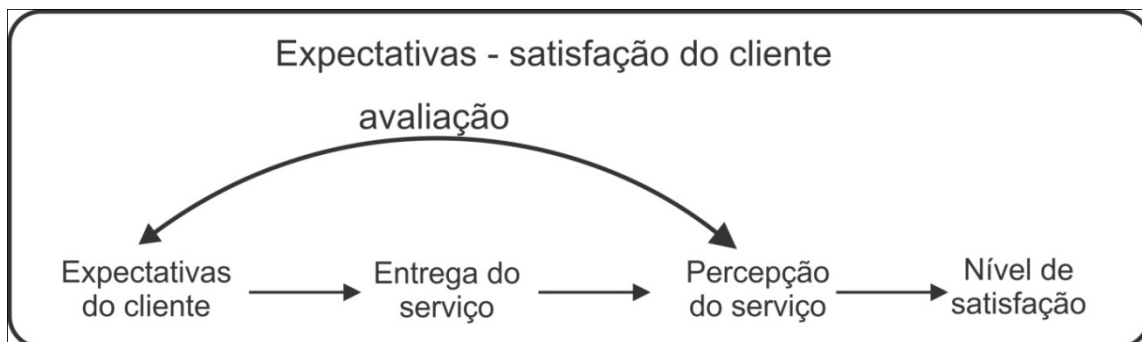 Expectativas - satisfação do cliente
avaliação
Expectativas
do cliente
Entrega do
serviço
Percepção
do serviço
Nível de
satisfação